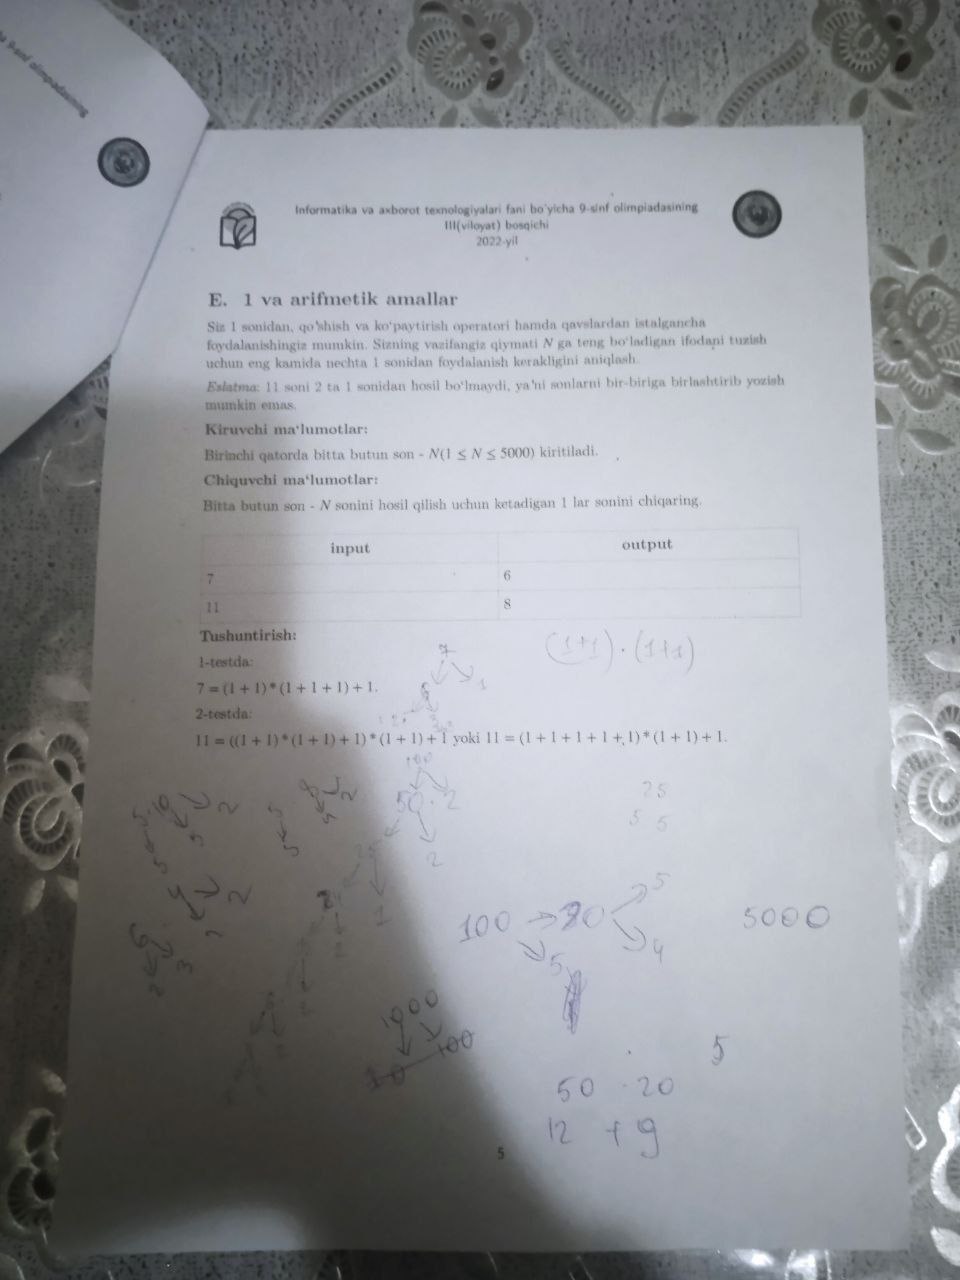 9-sinf olimpiadasining
Informatika va axborot texnologiyalari fani bo'yicha 9-sinf olimpiadasining
III(viloyat) bosqichi
2022-yil
E. 1 va arifmetik amallar
Siz 1 sonidan, qo'shish va ko'paytirish operatori hamda qavslardan istalgancha
foydalanishingiz mumkin. Sizning vazifangiz qiymati N ga teng bo'ladigan ifodani tuzish
uchun eng kamida nechta 1 sonidan foydalanish kerakligini aniqlash.
Eslatma: 11 soni 2 ta 1 sonidan hosil bo'lmaydi, ya'ni sonlarni bir-biriga birlashtirib yozish
mumkin emas.
Kiruvchi ma'lumotlar:
Birinchi qatorda bitta butun son - N(1 ≤ N ≤ 5000) kiritiladi.
Chiquvchi ma'lumotlar:
Bitta butun son - N sonini hosil qilish uchun ketadigan 1 lar sonini chiqaring.
input output
7 6
11 8
Tushuntirish:
(1+1) · (1+1)
7
1
1-testda:
7 = (1 + 1) * (1 + 1 + 1) + 1.
2-testda:
11 = ((1 + 1) * (1 + 1) + 1) * (1 + 1) + 1 yoki 11 = (1 + 1 + 1 + 1 + 1) * (1 + 1) + 1.
100
50 · 2
2
1
25
5 5
100 → 20
5
4
5
5000
1000
100
5
50 · 20
12 + 9
5